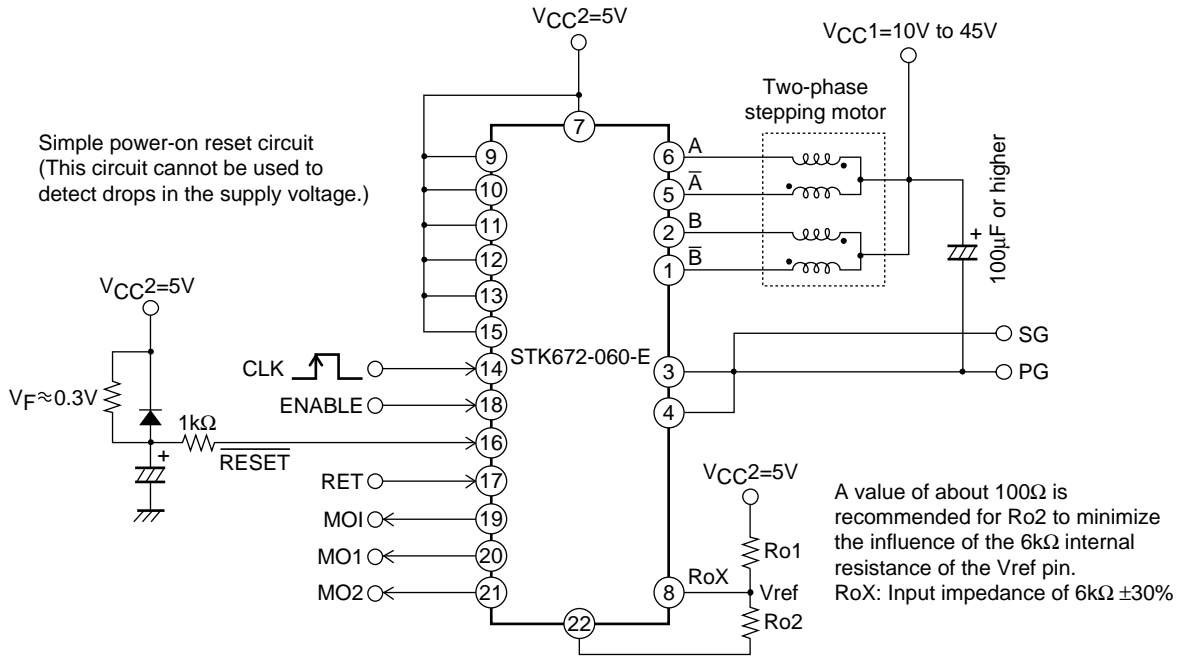 VCC2=5V
VCC1=10V to 45V
Two-phase
stepping motor
Simple power-on reset circuit
(This circuit cannot be used to
detect drops in the supply voltage.)
7
9
10
11
12
13
15
6
A
5
A̅
2
B
1
B̅
+
100µF or higher
VCC2=5V
VF≈0.3V
1kΩ
+
R̅E̅S̅E̅T̅
CLK
14
ENABLE
18
16
RET
17
MOI
19
MO1
20
MO2
21
STK672-060-E
3
4
SG
PG
VCC2=5V
Ro1
8
RoX
Vref
Ro2
22
A value of about 100Ω is
recommended for Ro2 to minimize
the influence of the 6kΩ internal
resistance of the Vref pin.
RoX: Input impedance of 6kΩ ±30%